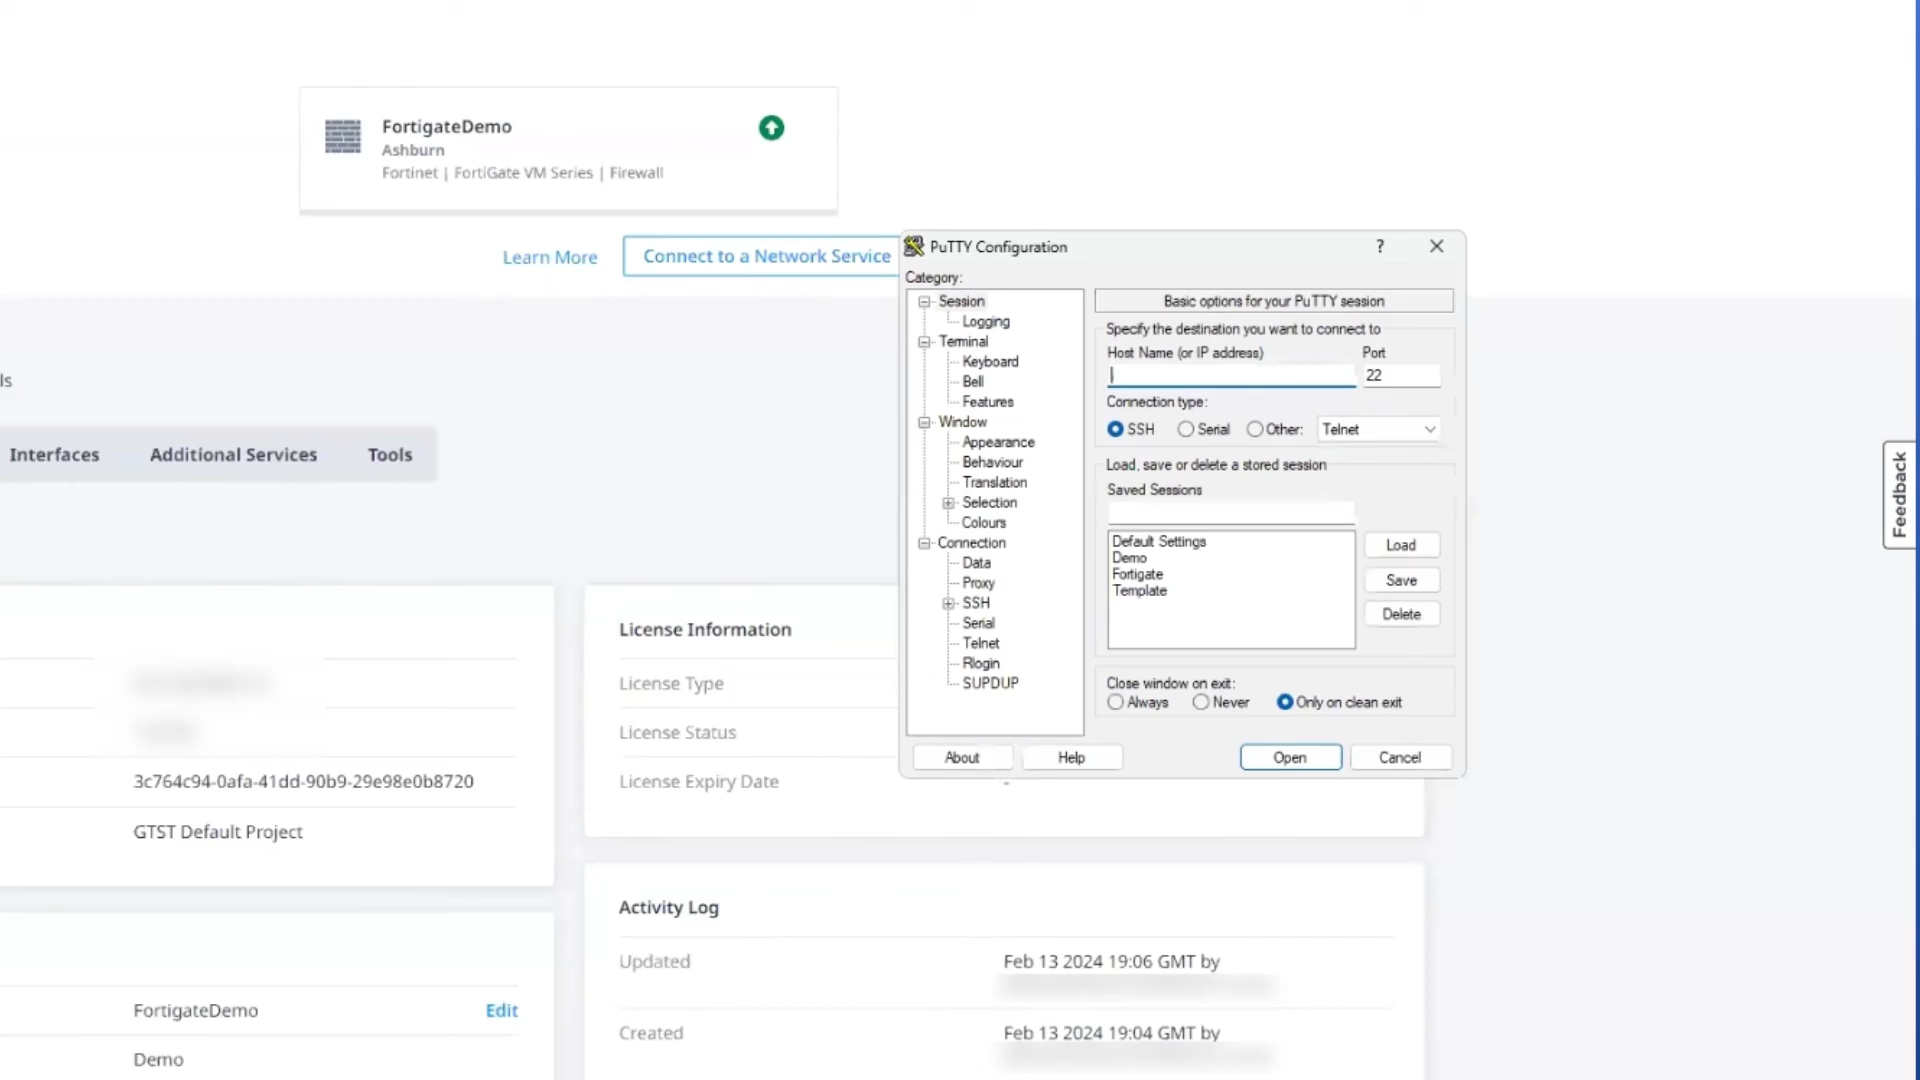 FortigateDemo
Ashburn
Fortinet | FortiGate VM Series | Firewall
Learn More
Connect to a Network Service
ls
Interfaces
Additional Services
Tools
3c764c94-0afa-41dd-90b9-29e98e0b8720
GTST Default Project
FortigateDemo
Edit
Demo
License Information
License Type
License Status
License Expiry Date
-
Activity Log
Updated
Feb 13 2024 19:06 GMT by
Created
Feb 13 2024 19:04 GMT by
PuTTY Configuration
?
Category:
Session
Logging
Terminal
Keyboard
Bell
Features
Window
Appearance
Behaviour
Translation
Selection
Colours
Connection
Data
Proxy
SSH
Serial
Telnet
Rlogin
SUPDUP
Basic options for your PuTTY session
Specify the destination you want to connect to
Host Name (or IP address)
Port
22
Connection type:
SSH
Serial
Other:
Telnet
Load, save or delete a stored session
Saved Sessions
Default Settings
Demo
Fortigate
Template
Load
Save
Delete
Close window on exit:
Always
Never
Only on clean exit
About
Help
Open
Cancel
Feedback